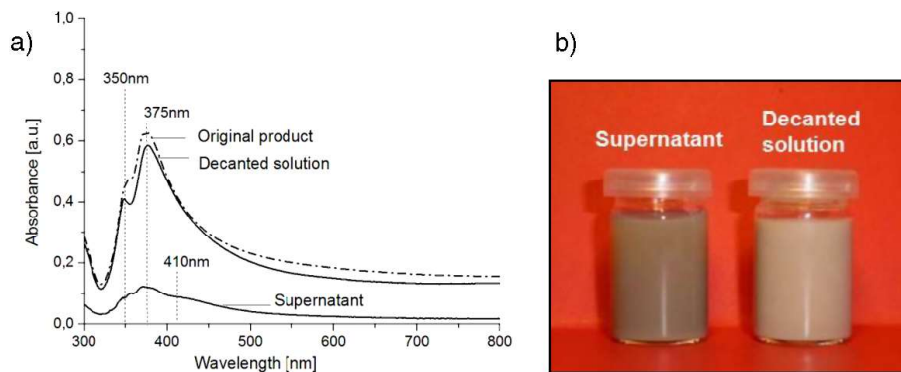 a)
1,0
0,8
0,6
0,4
0,2
0,0
Absorbance [a.u.]
350nm
375nm
Original product
Decanted solution
410nm
Supernatant
300 400 500 600 700 800
Wavelength [nm]
b)
Supernatant
Decanted
solution